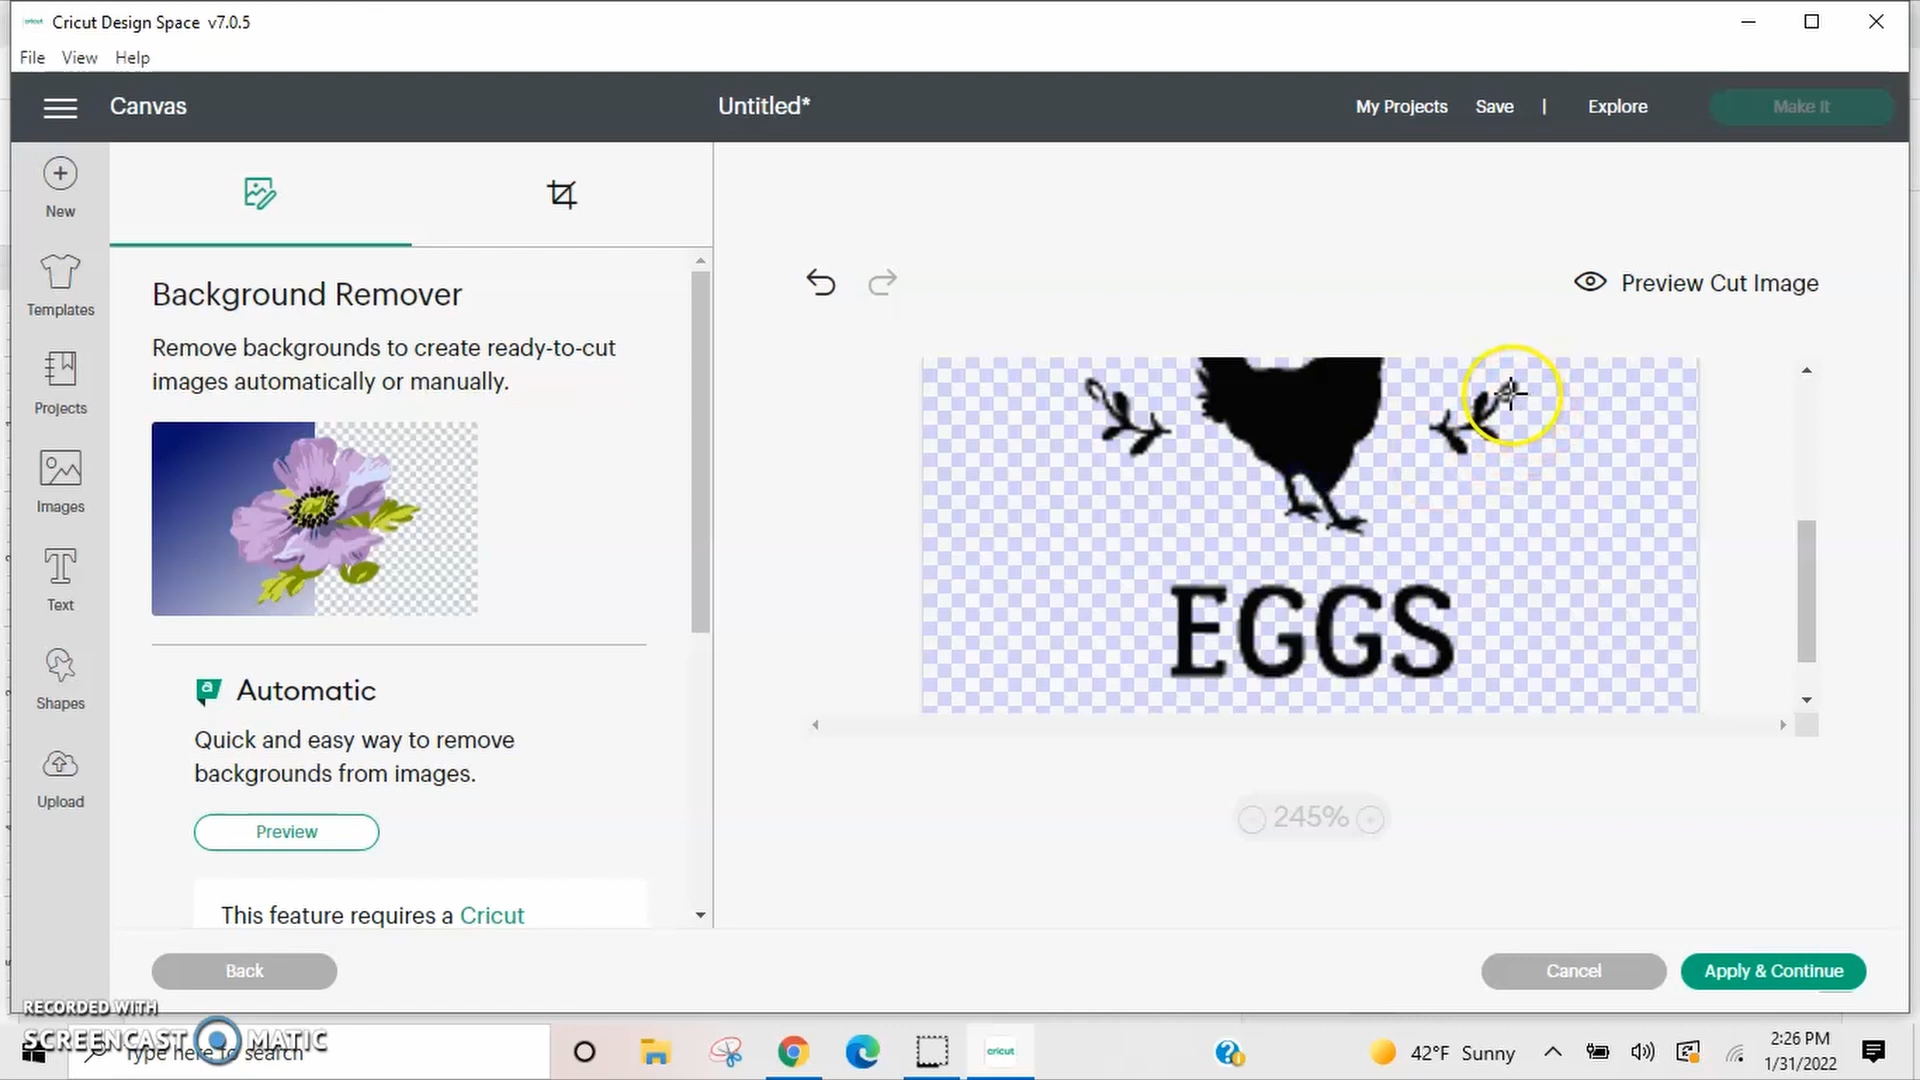 cricut Cricut Design Space v7.0.5
File View Help
Canvas Untitled* My Projects Save | Explore Make It
New
Templates
Projects
Images
Text
Shapes
Upload
Background Remover
Remove backgrounds to create ready-to-cut
images automatically or manually.
a Automatic
Quick and easy way to remove
backgrounds from images.
Preview
This feature requires a Cricut
Preview Cut Image
EGGS
245%
Back Cancel Apply & Continue
RECORDED WITH
SCREENCAST MATIC
Type here to search
cricut
42°F Sunny
2:26 PM
1/31/2022